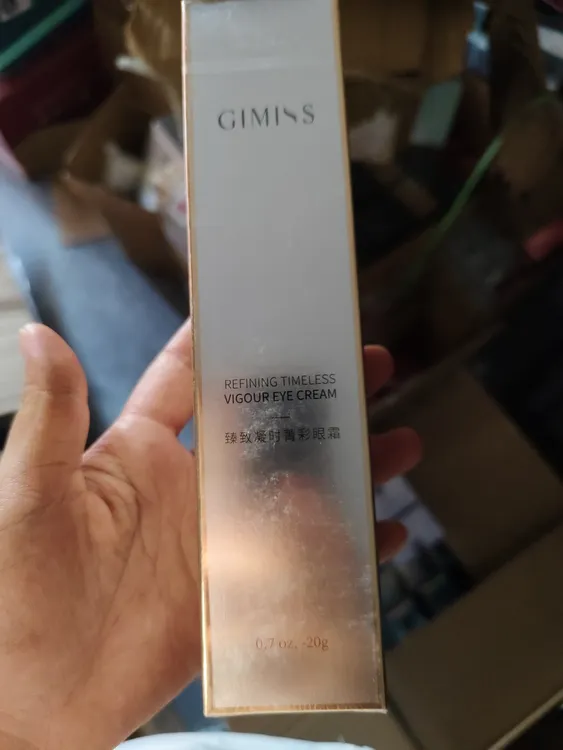 GIMISS
REFINING TIMELESS
VIGOUR EYE CREAM
臻致凝时菁彩眼霜
0.7 oz. -20g